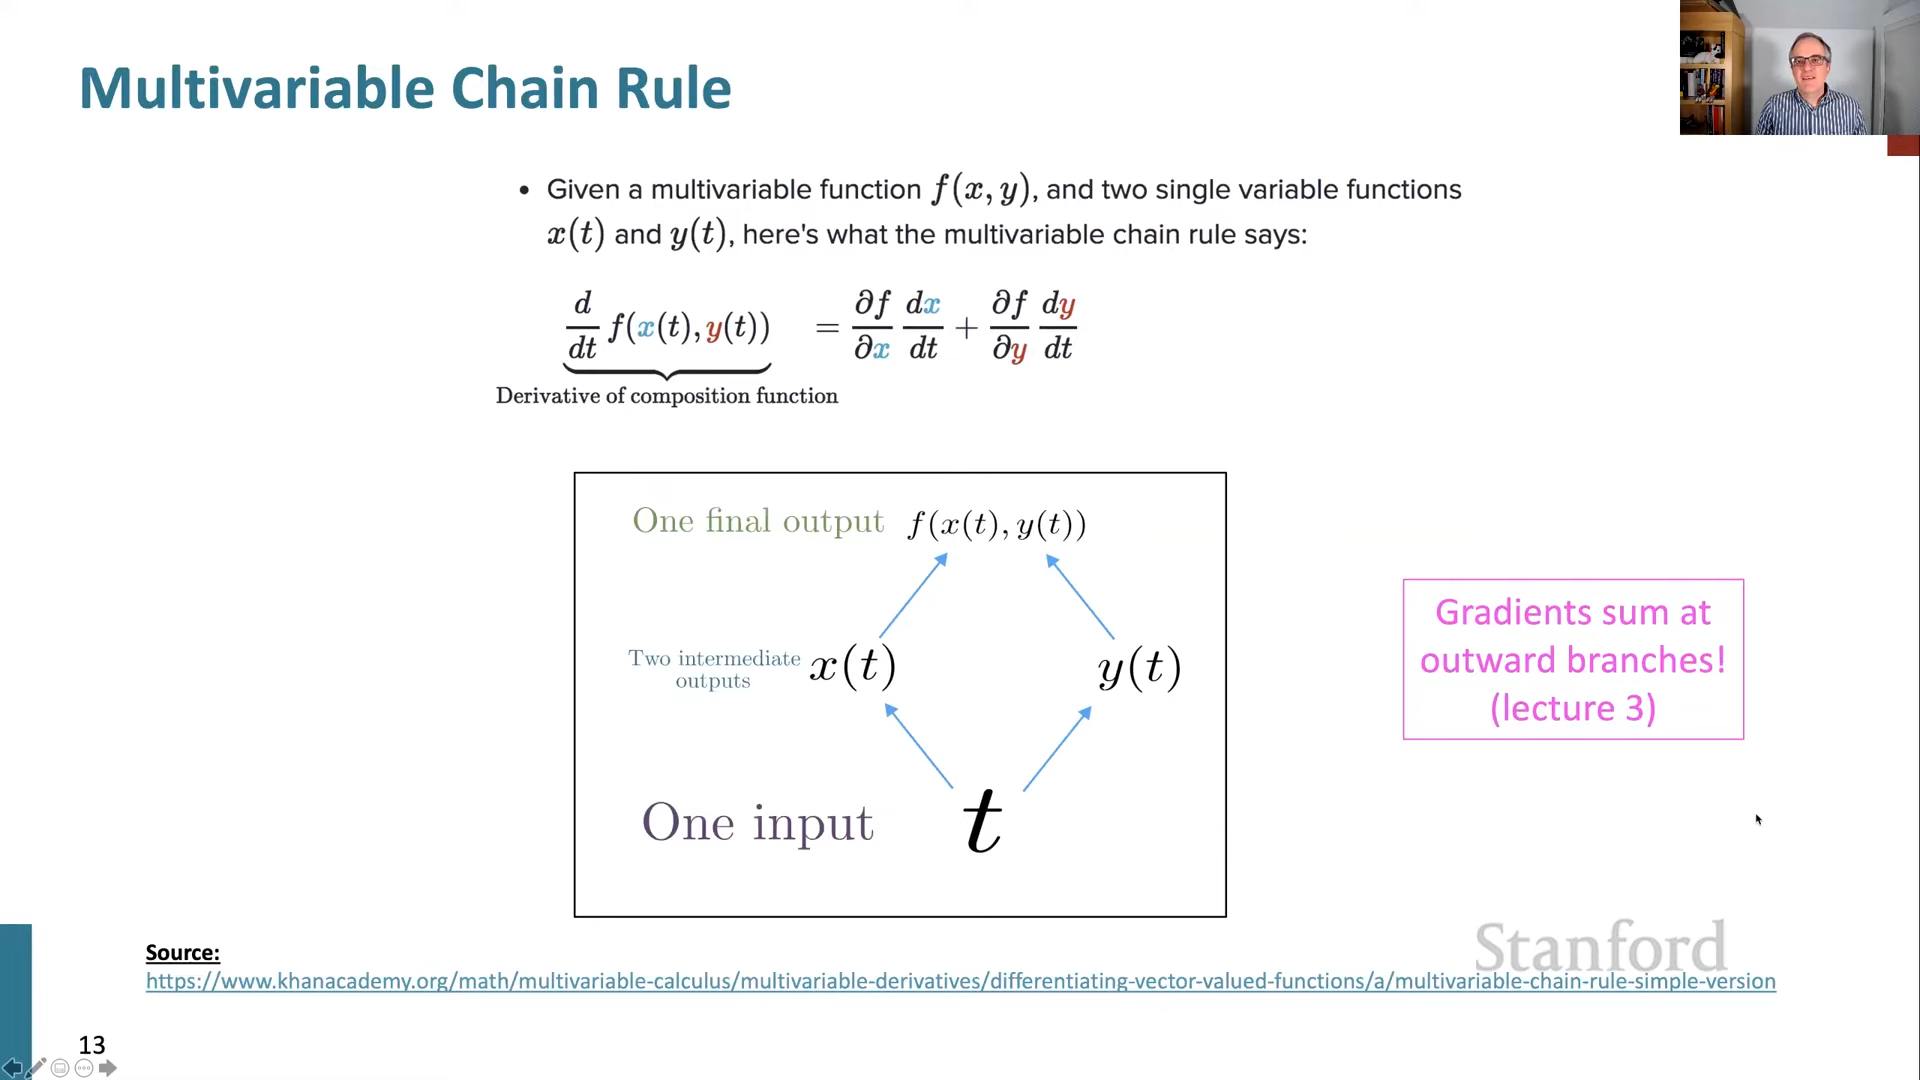 Multivariable Chain Rule
• Given a multivariable function f(x, y), and two single variable functions
x(t) and y(t), here's what the multivariable chain rule says:
d/dt f(x(t), y(t)) = ∂f/∂x dx/dt + ∂f/∂y dy/dt
Derivative of composition function
One final output f(x(t), y(t))
Two intermediate
outputs
x(t) y(t)
One input t
Gradients sum at
outward branches!
(lecture 3)
Stanford
Source:
https://www.khanacademy.org/math/multivariable-calculus/multivariable-derivatives/differentiating-vector-valued-functions/a/multivariable-chain-rule-simple-version
13